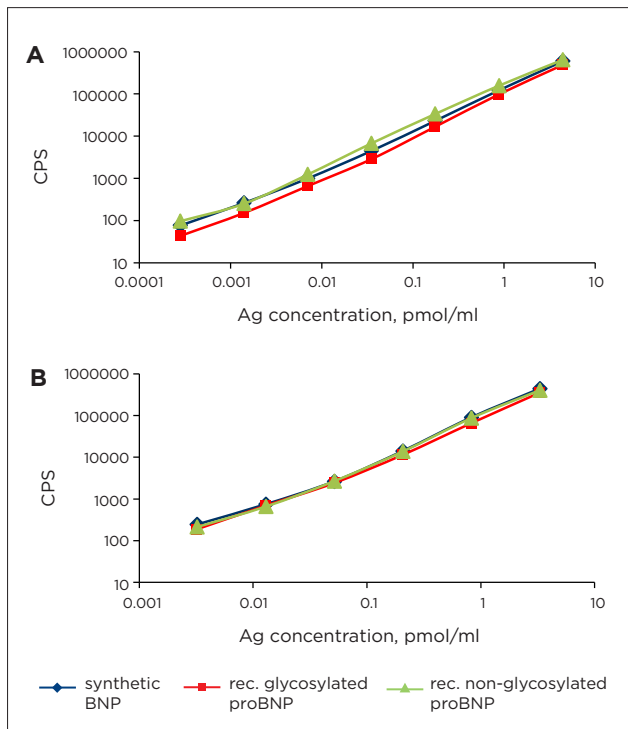 A
1000000
100000
10000
1000
100
10
CPS
0.0001
0.001
0.01
0.1
1
10
Ag concentration, pmol/ml
B
1000000
100000
10000
1000
100
10
CPS
0.001
0.01
0.1
1
10
Ag concentration, pmol/ml
synthetic
BNP
rec. glycosylated
proBNP
rec. non-glycosylated
proBNP